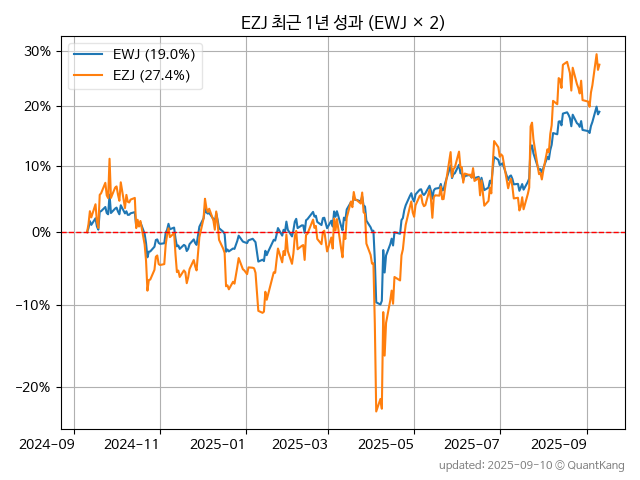 EZJ 최근 1년 성과 (EWJ × 2)
EWJ (19.0%)
EZJ (27.4%)
30%
20%
10%
0%
−10%
−20%
2024-09 2024-11 2025-01 2025-03 2025-05 2025-07 2025-09
updated: 2025-09-10 © QuantKang